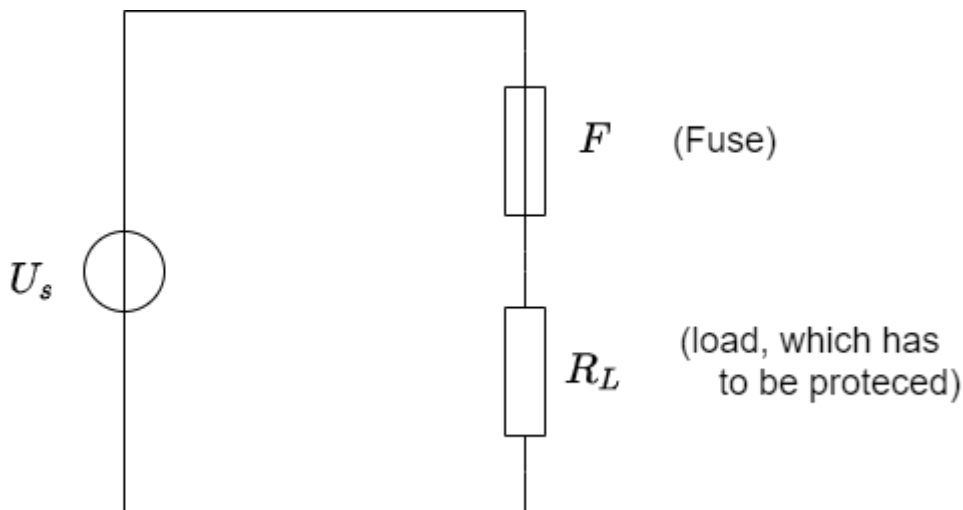 F (Fuse)
U_s
R_L (load, which has
to be proteced)